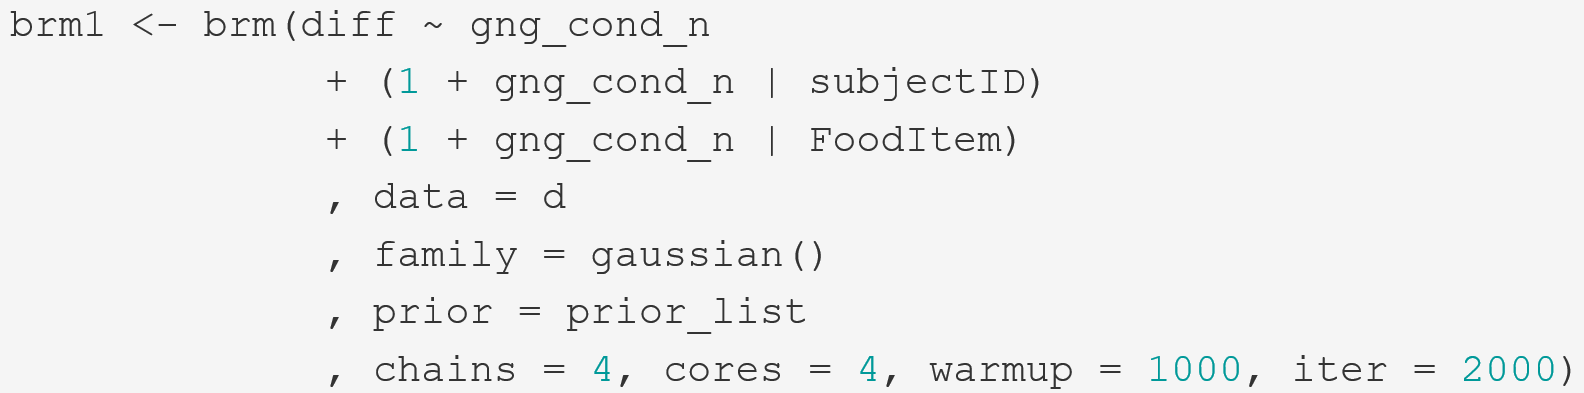 brm1 <- brm(diff ~ gng_cond_n
+ (1 + gng_cond_n | subjectID)
+ (1 + gng_cond_n | FoodItem)
, data = d
, family = gaussian()
, prior = prior_list
, chains = 4, cores = 4, warmup = 1000, iter = 2000)